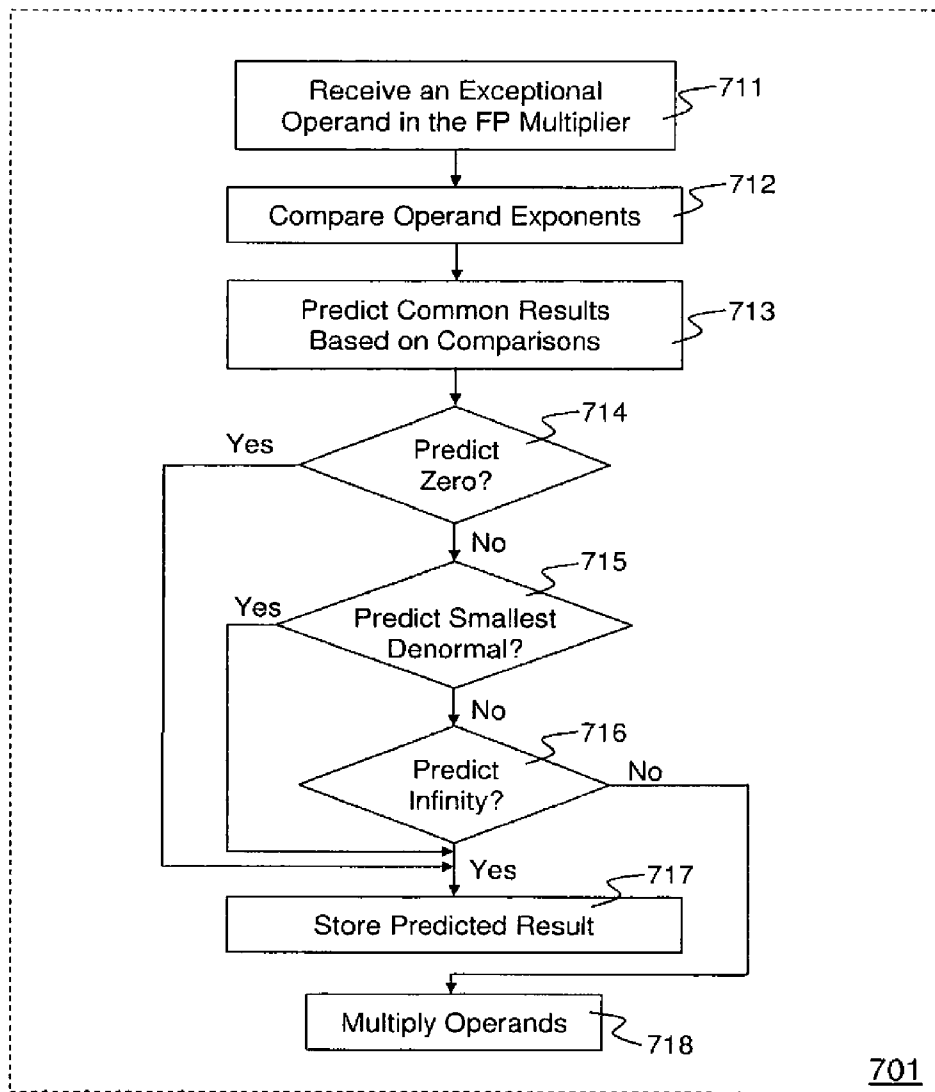 Receive an Exceptional
Operand in the FP Multiplier
711
Compare Operand Exponents
712
Predict Common Results
Based on Comparisons
713
714
Yes
Predict
Zero?
No
715
Yes
Predict Smallest
Denormal?
No
716
Predict
Infinity?
No
Yes
717
Store Predicted Result
Multiply Operands
718
701